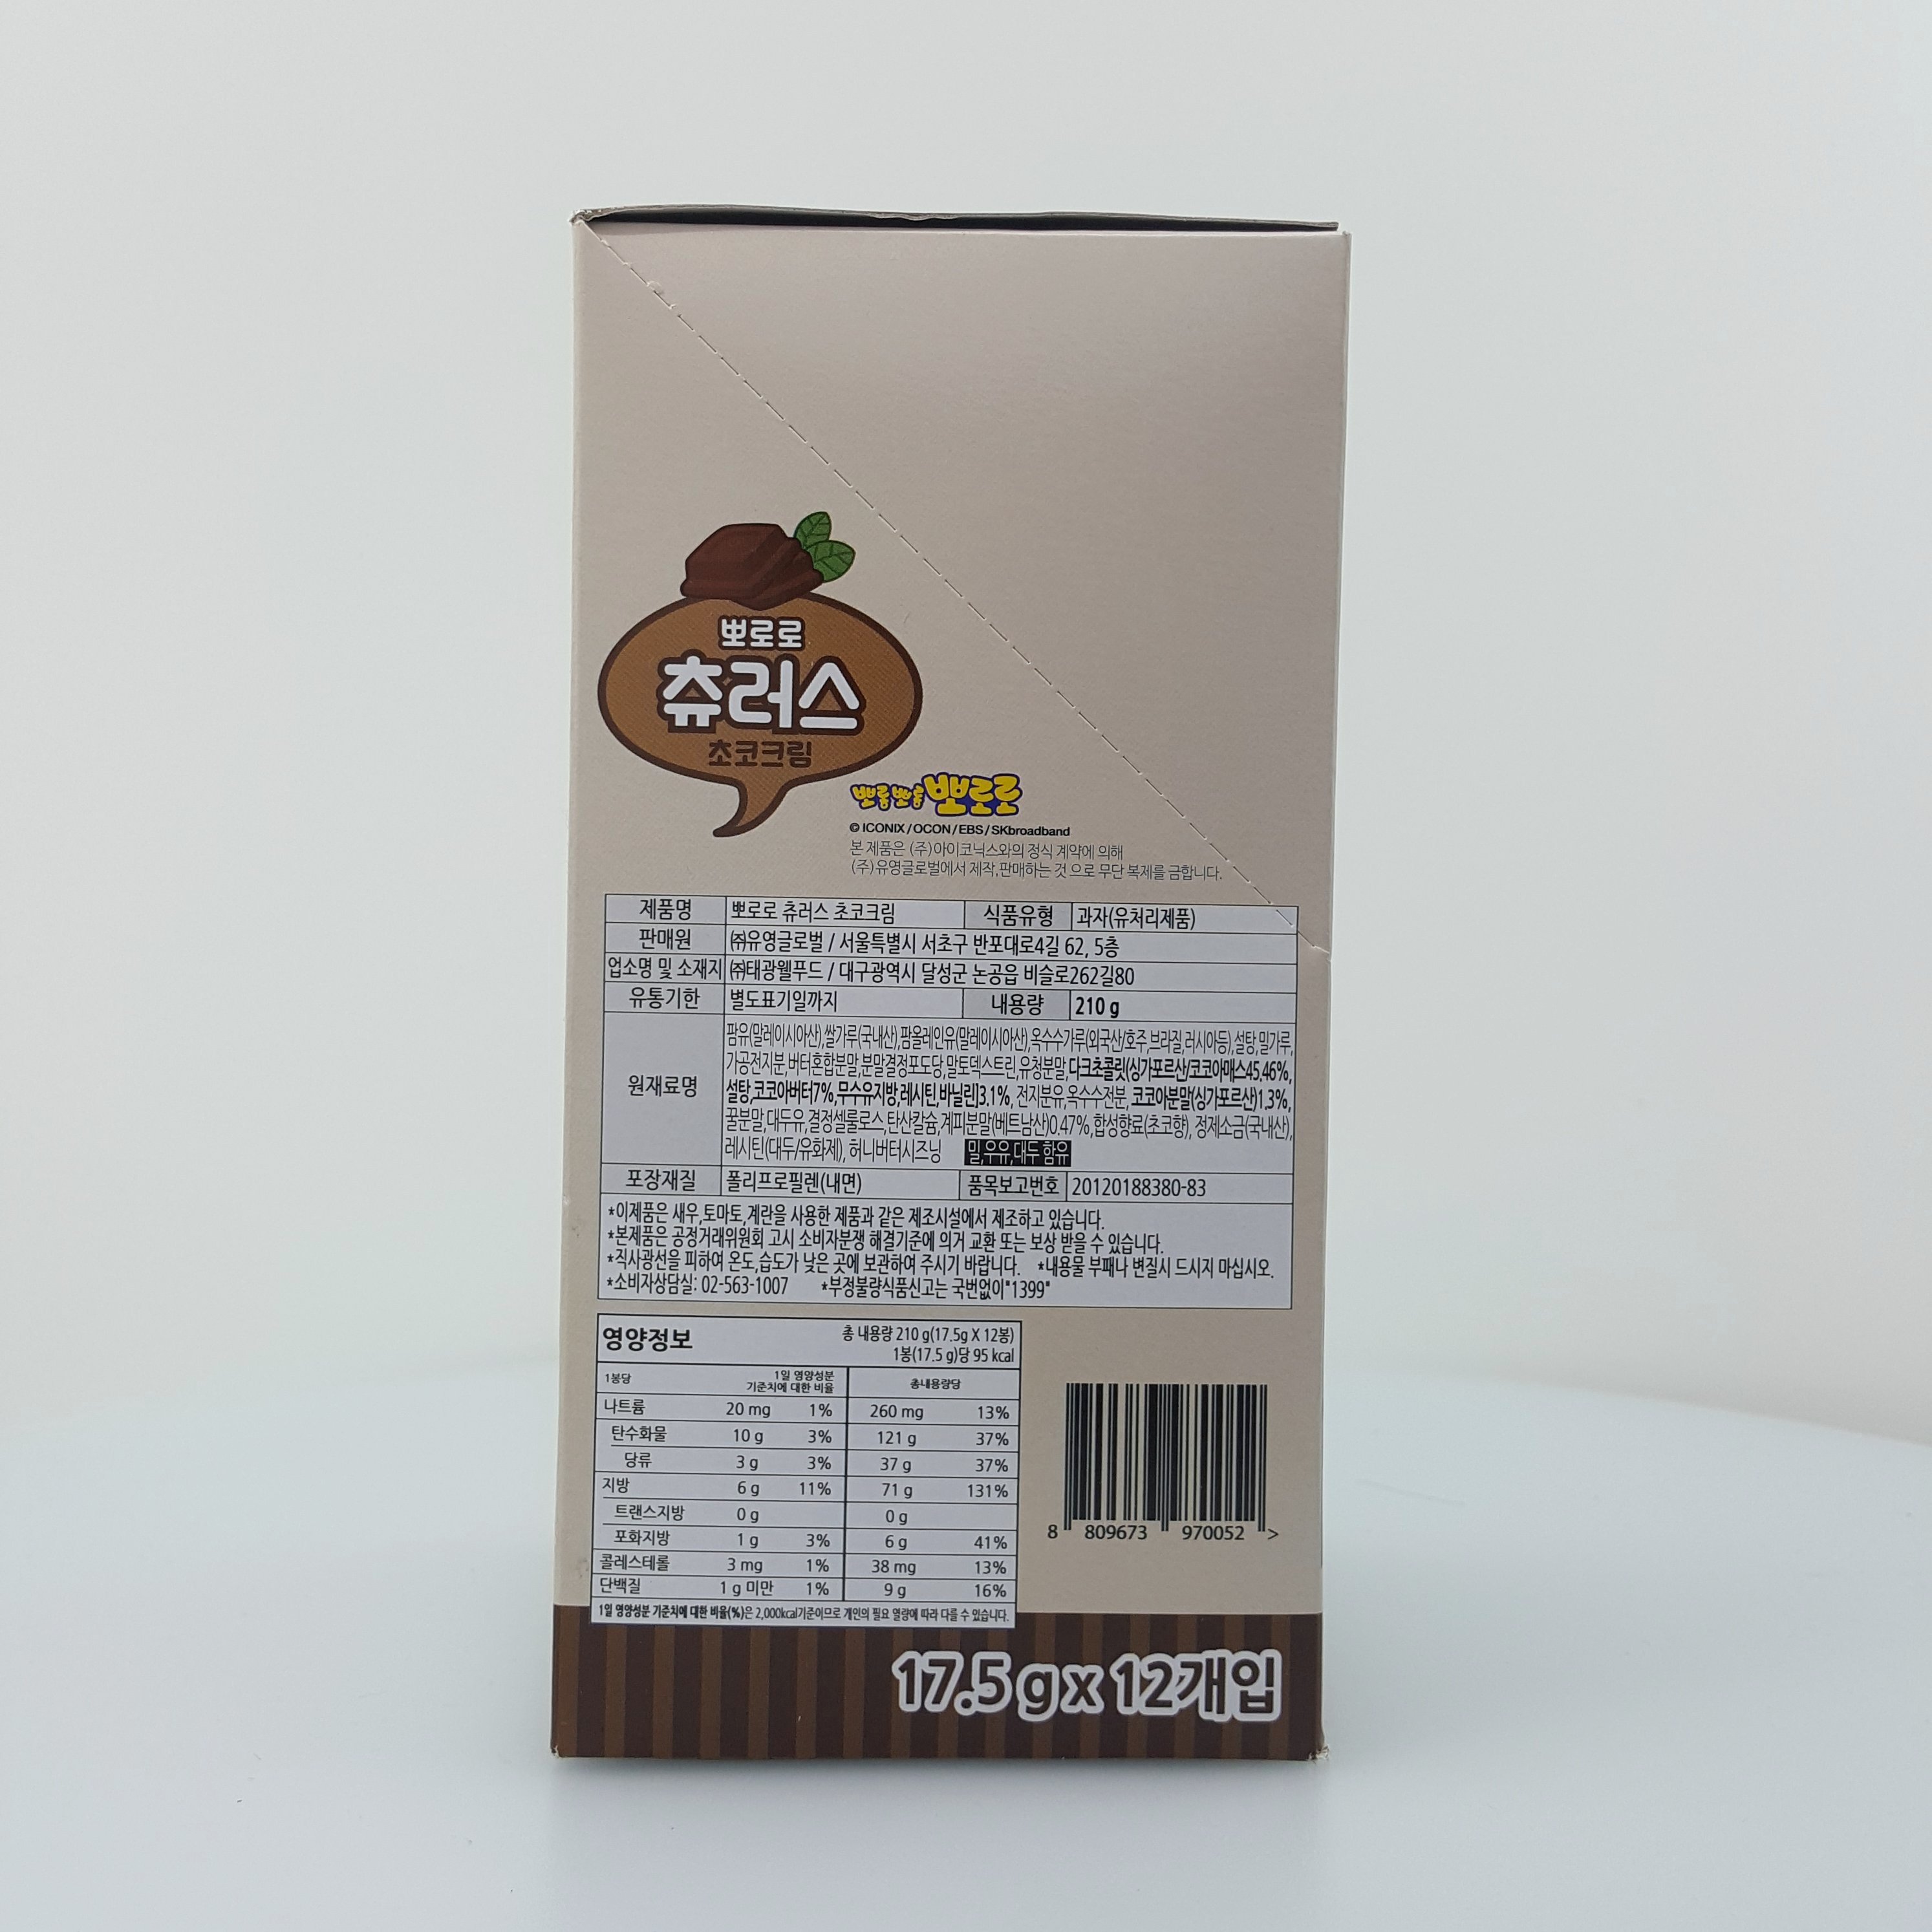 뽀로로
츄러스
초코크림
뽀롱뽀롱 뽀로로
© ICONIX/OCON/EBS/SKbroadband
본 제품은 (주)아이코닉스와의 정식 계약에 의해
(주)유영글로벌에서 제작,판매하는 것 으로 무단 복제를 금합니다.
제품명 뽀로로 츄러스 초코크림 식품유형 과자(유처리제품)
판매원 ㈜유영글로벌 / 서울특별시 서초구 반포대로4길 62, 5층
업소명 및 소재지 ㈜태광웰푸드 / 대구광역시 달성군 논공읍 비슬로262길80
유통기한 별도표기일까지 내용량 210 g
원재료명 팜유(말레이시아산),쌀가루(국내산),팜올레인유(말레이시아산),옥수수가루(외국산/호주,브라질,러시아등),설탕,밀가루,
가공전지분,버터혼합분말,분말결정포도당,말토덱스트린,유청분말,다크초콜릿(싱가포르산/코코아매스45.46%,
설탕,코코아버터7%,무수유지방,레시틴,바닐린]3.1%, 전지분유,옥수수전분, 코코아분말(싱가포르산)1.3%,
꿀분말,대두유,결정셀룰로스,탄산칼슘,계피분말(베트남산)0.47%,합성향료(초코향), 정제소금(국내산),
레시틴(대두/유화제), 허니버터시즈닝 밀,우유,대두 함유
포장재질 폴리프로필렌(내면) 품목보고번호 20120188380-83
*이제품은 새우,토마토,계란을 사용한 제품과 같은 제조시설에서 제조하고 있습니다.
*본제품은 공정거래위원회 고시 소비자분쟁 해결기준에 의거 교환 또는 보상 받을 수 있습니다.
*직사광선을 피하여 온도,습도가 낮은 곳에 보관하여 주시기 바랍니다. *내용물 부패나 변질시 드시지 마십시오.
*소비자상담실: 02-563-1007 *부정불량식품신고는 국번없이"1399"
영양정보 총 내용량 210 g(17.5g X 12봉)
1봉(17.5 g)당 95 kcal
1봉당 1일 영양성분 기준치에 대한 비율 총내용량당
나트륨 20 mg 1% 260 mg 13%
탄수화물 10 g 3% 121 g 37%
당류 3 g 3% 37 g 37%
지방 6 g 11% 71 g 131%
트랜스지방 0 g 0 g
포화지방 1 g 3% 6 g 41%
콜레스테롤 3 mg 1% 38 mg 13%
단백질 1 g 미만 1% 9 g 16%
1일 영양성분 기준치에 대한 비율(%)은 2,000kcal기준이므로 개인의 필요 열량에 따라 다를 수 있습니다.
8 809673 970052 >
17.5gx12개입